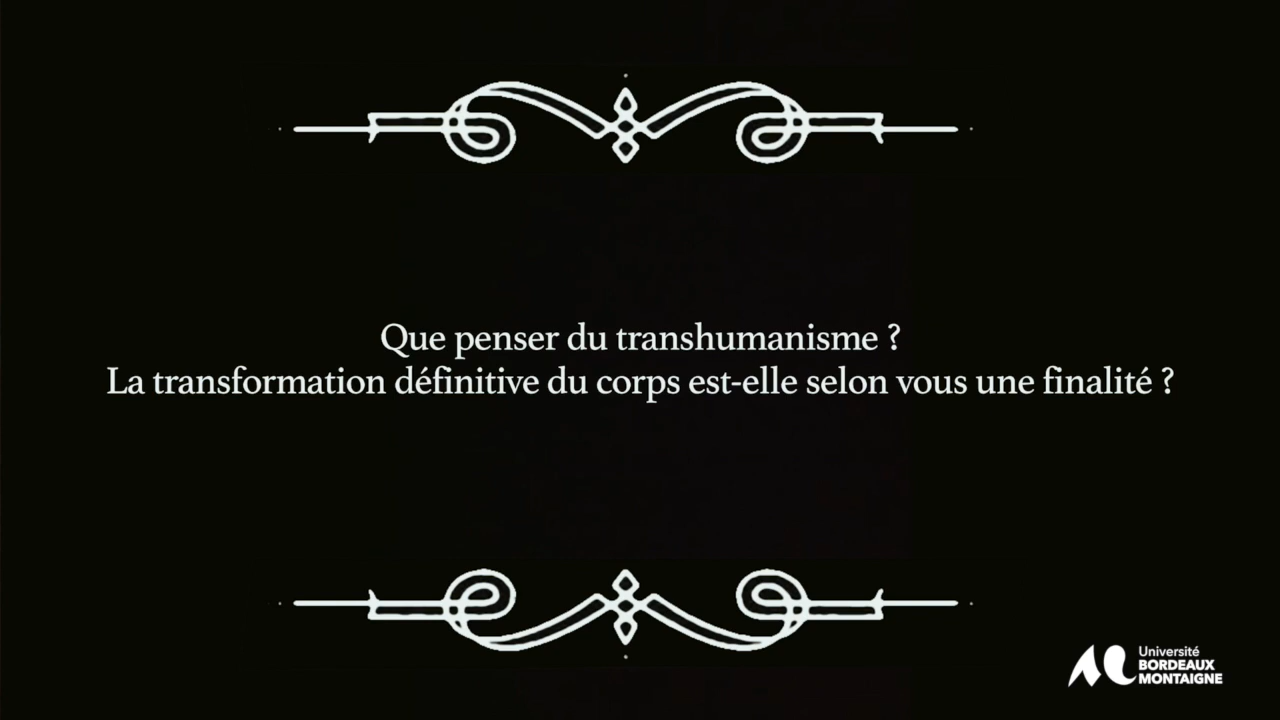 Que penser du transhumanisme ?
La transformation définitive du corps est-elle selon vous une finalité ?
Université
BORDEAUX
MONTAIGNE